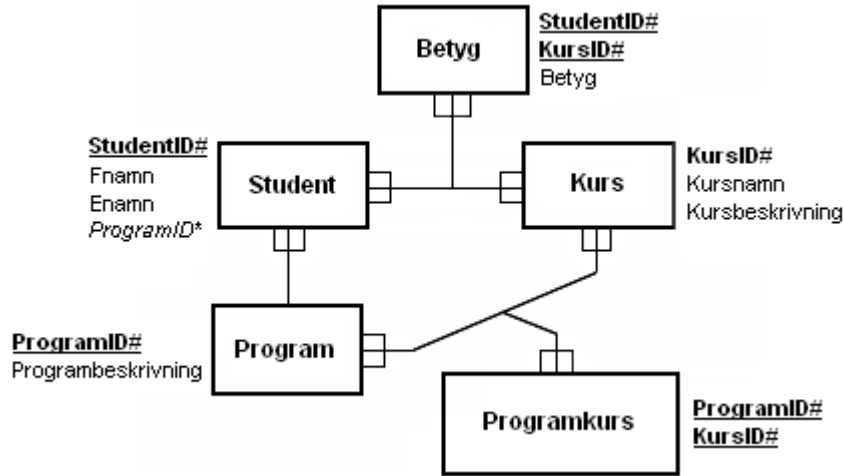 Betyg
StudentID#
KursID#
Betyg
StudentID#
Fnamn
Enamn
ProgramID*
Student
Kurs
KursID#
Kursnamn
Kursbeskrivning
ProgramID#
Programbeskrivning
Program
Programkurs
ProgramID#
KursID#